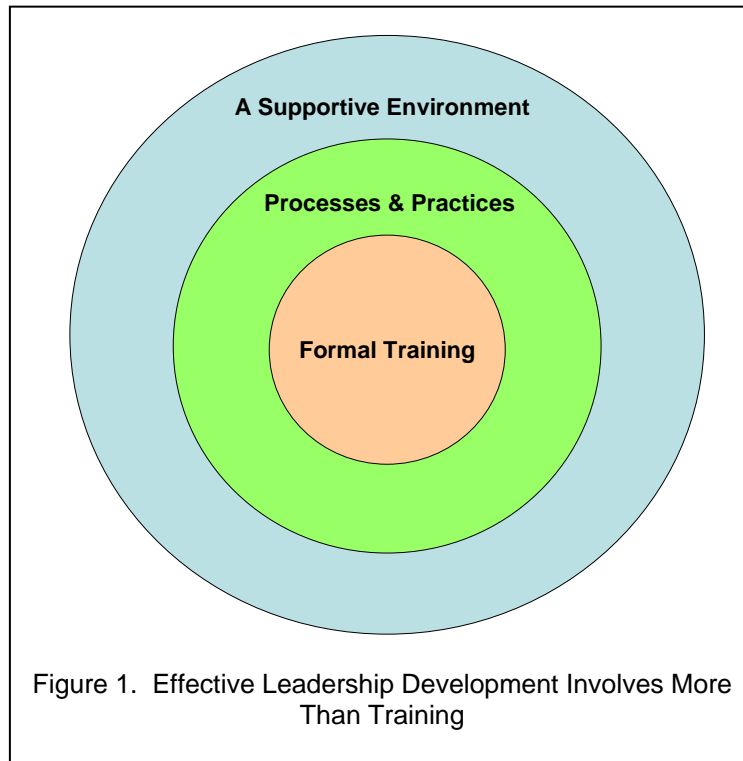 A Supportive Environment
Processes & Practices
Formal Training
Figure 1.  Effective Leadership Development Involves More
Than Training